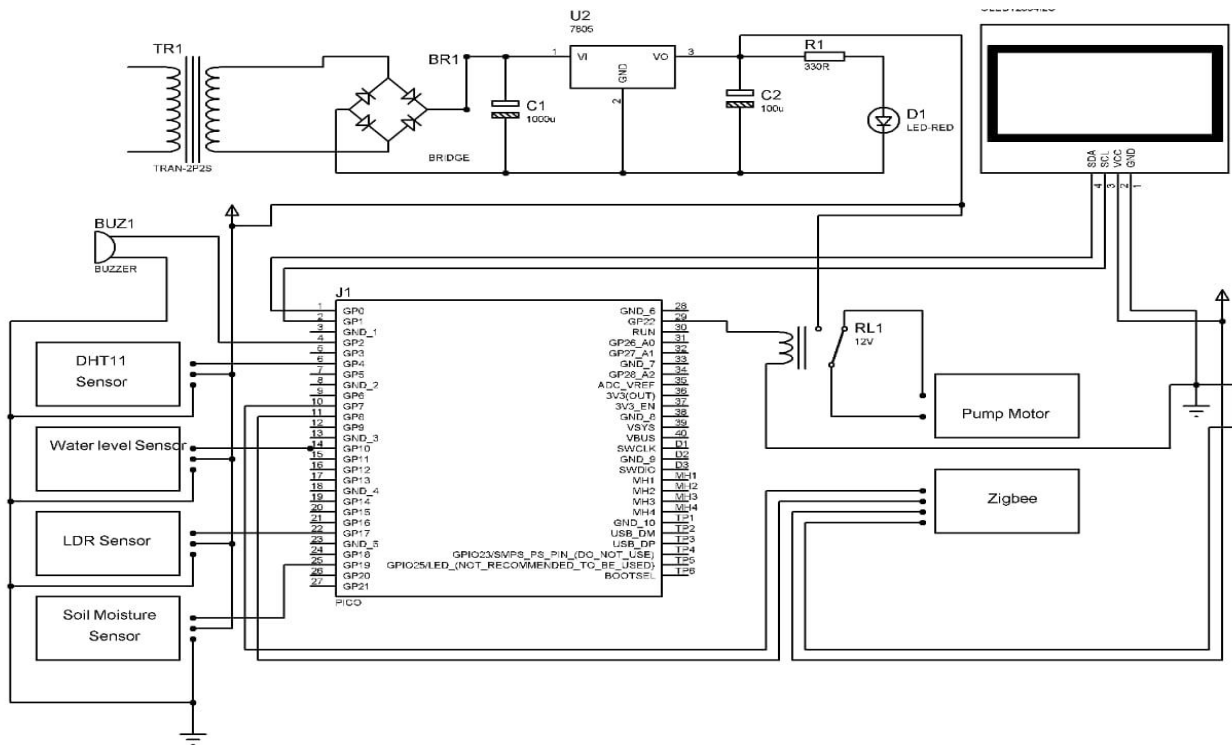 TR1
TRAN-2P2S
BR1
BRIDGE
C1
1000u
U2
7805
1
VI
VO
3
GND
2
R1
330R
C2
100u
D1
LED-RED
SDA
SCL
VCC
GND
4
3
2
1
BUZ1
BUZZER
DHT11
Sensor
Water level Sensor
LDR Sensor
Soil Moisture
Sensor
J1
1 GP0
2 GP1
3 GND_1
4 GP2
5 GP3
6 GP4
7 GP5
8 GND_2
9 GP6
10 GP7
11 GP8
12 GP9
13 GND_3
14 GP10
15 GP11
16 GP12
17 GP13
18 GND_4
19 GP14
20 GP15
21 GP16
22 GP17
23 GND_5
24 GP18
25 GP19
26 GP20
27 GP21
GND_6 28
GP22 29
RUN 30
GP26_A0 31
GP27_A1 32
GND_7 33
GP28_A2 34
ADC_VREF 35
3V3(OUT) 36
3V3_EN 37
GND_8 38
VSYS 39
VBUS 40
SWCLK D1
GND_9 D2
SWDIO D3
MH1 MH1
MH2 MH2
MH3 MH3
MH4 MH4
GND_10 TP1
USB_DM TP2
USB_DP TP3
GPIO23/SMPS_PS_PIN_(DO_NOT_USE) TP4
GPIO25/LED_(NOT_RECOMMENDED_TO_BE_USED) TP5
BOOTSEL TP6
PICO
RL1
12V
Pump Motor
Zigbee